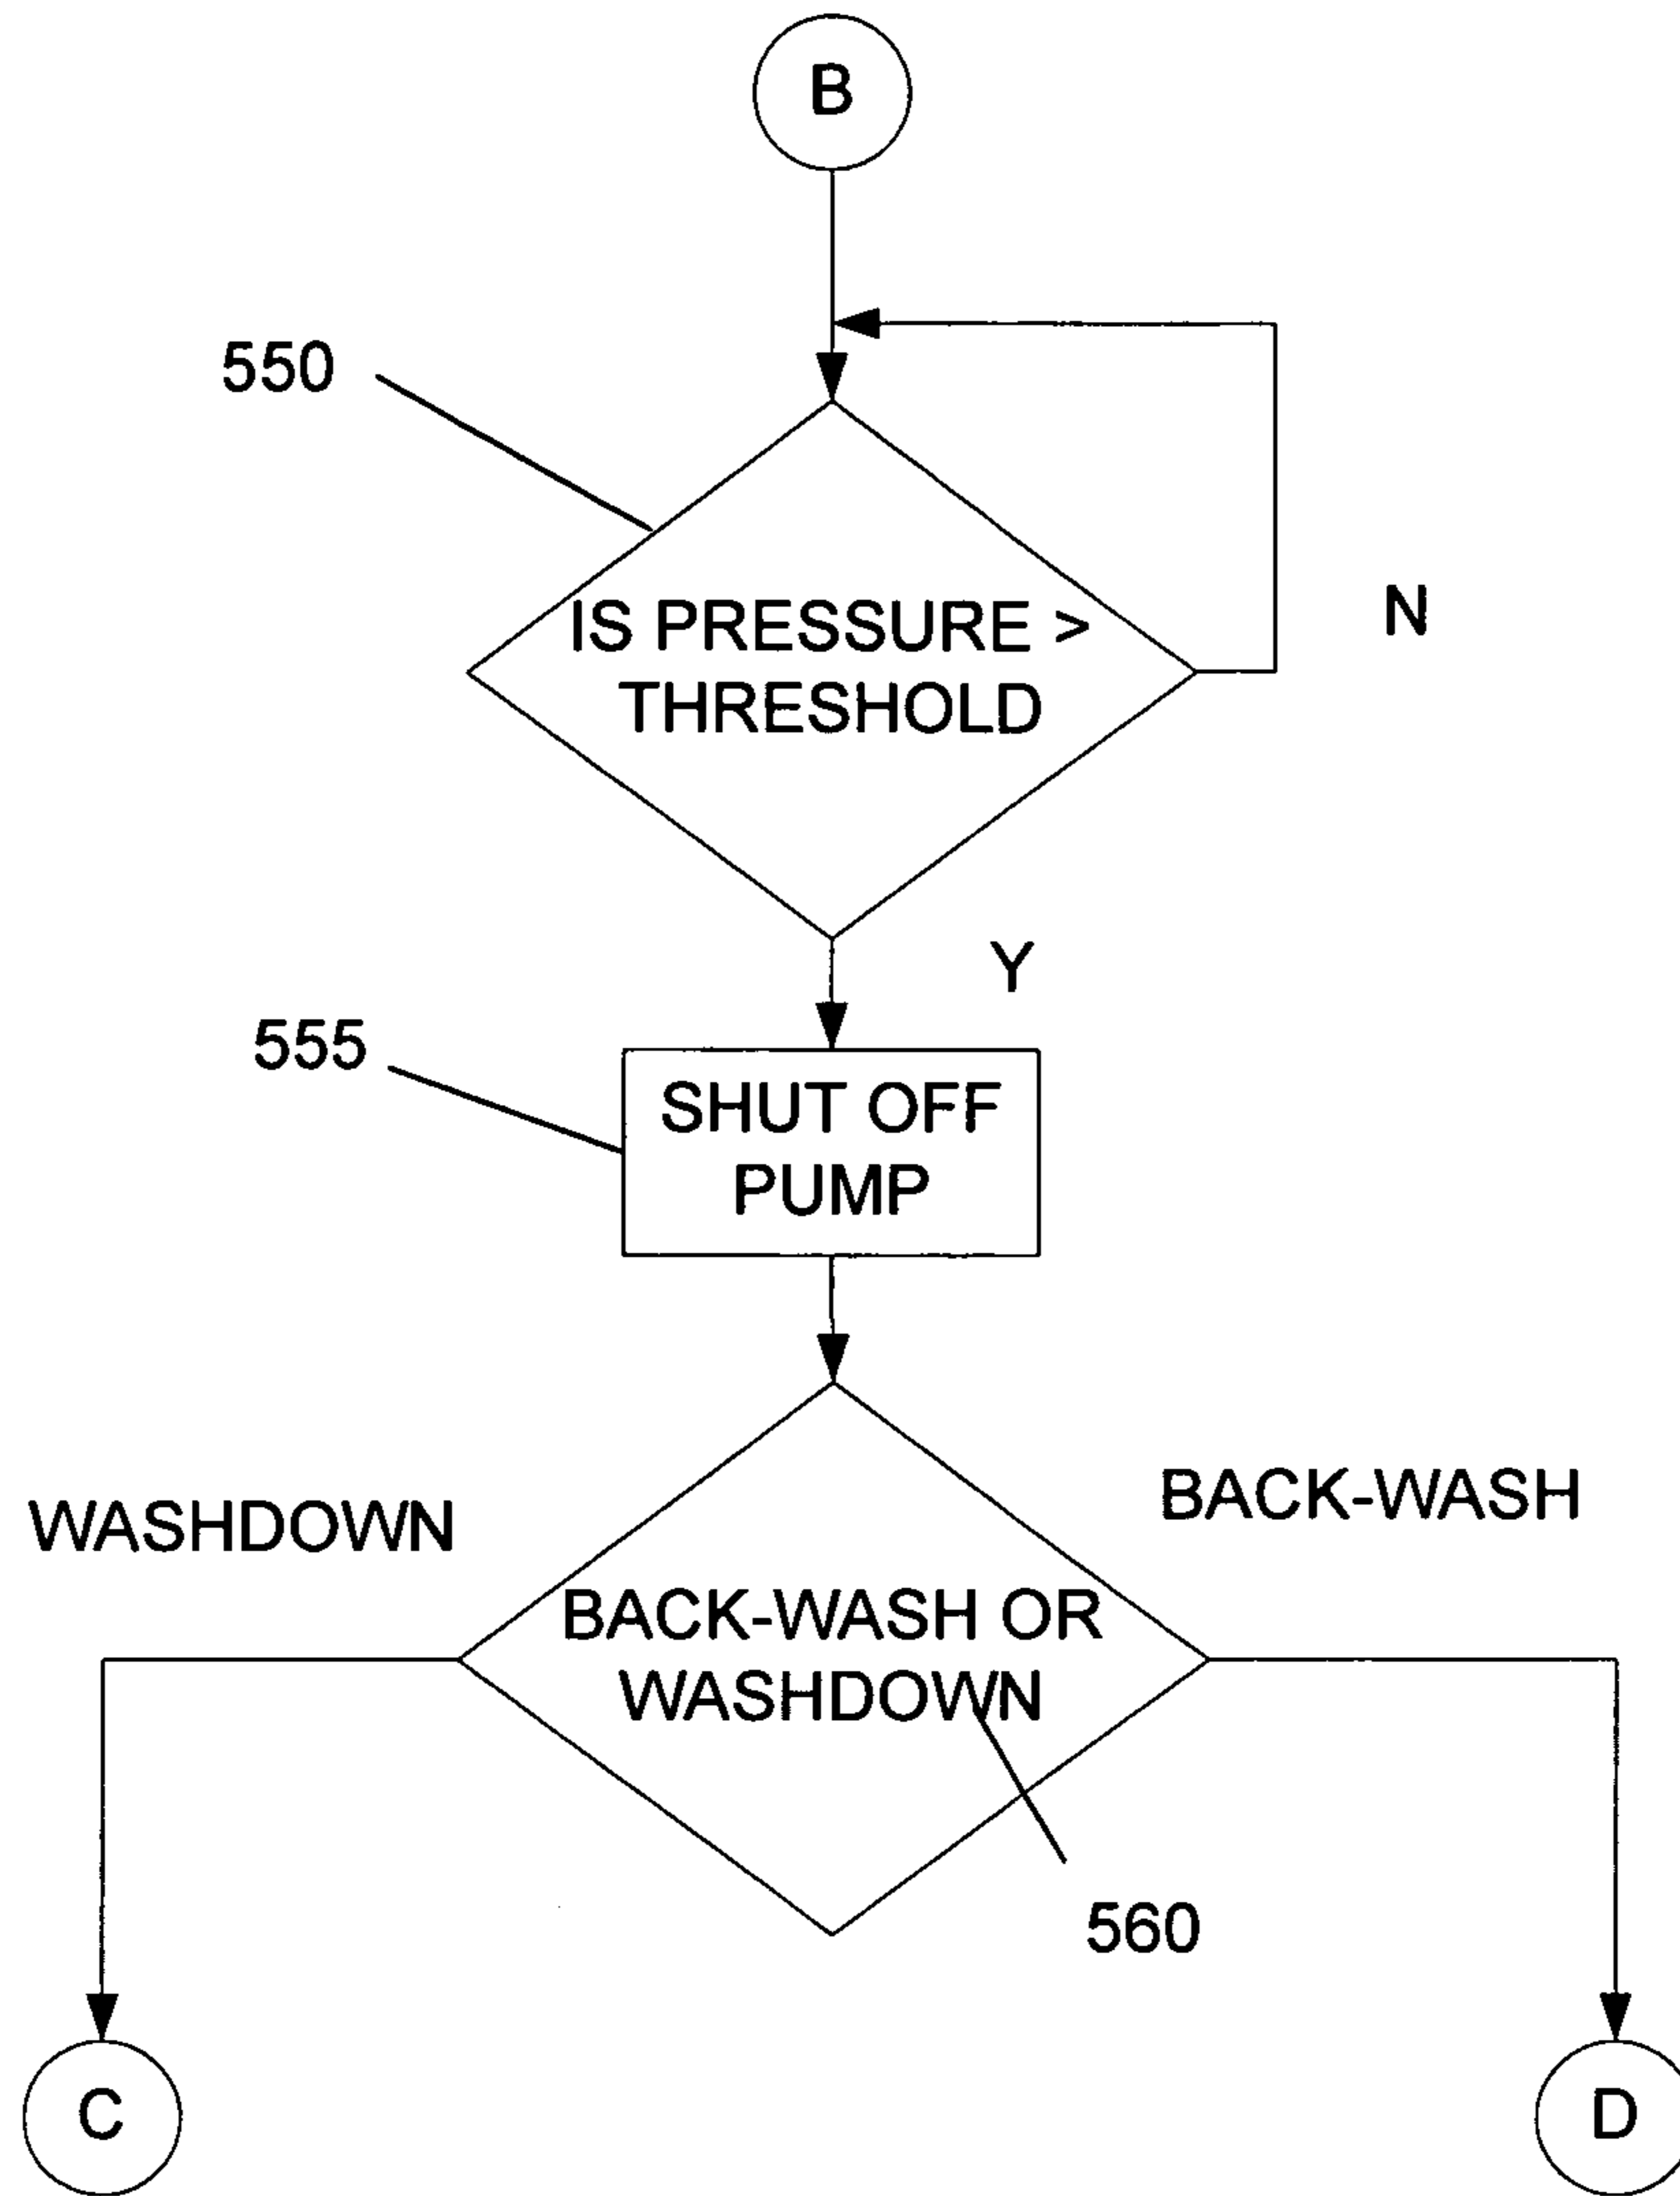 B
550
IS PRESSURE >
THRESHOLD
N
Y
555
SHUT OFF
PUMP
WASHDOWN
BACK-WASH
BACK-WASH OR
WASHDOWN
560
C
D